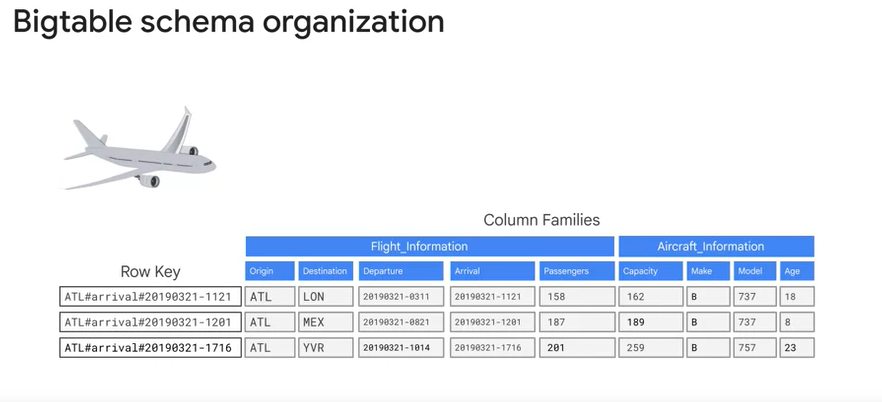 Bigtable schema organization
Column Families
Flight_Information Aircraft_Information
Row Key Origin Destination Departure Arrival Passengers Capacity Make Model Age
ATL#arrival#20190321-1121 ATL LON 20190321-0311 20190321-1121 158 162 B 737 18
ATL#arrival#20190321-1201 ATL MEX 20190321-0821 20190321-1201 187 189 B 737 8
ATL#arrival#20190321-1716 ATL YVR 20190321-1014 20190321-1716 201 259 B 757 23